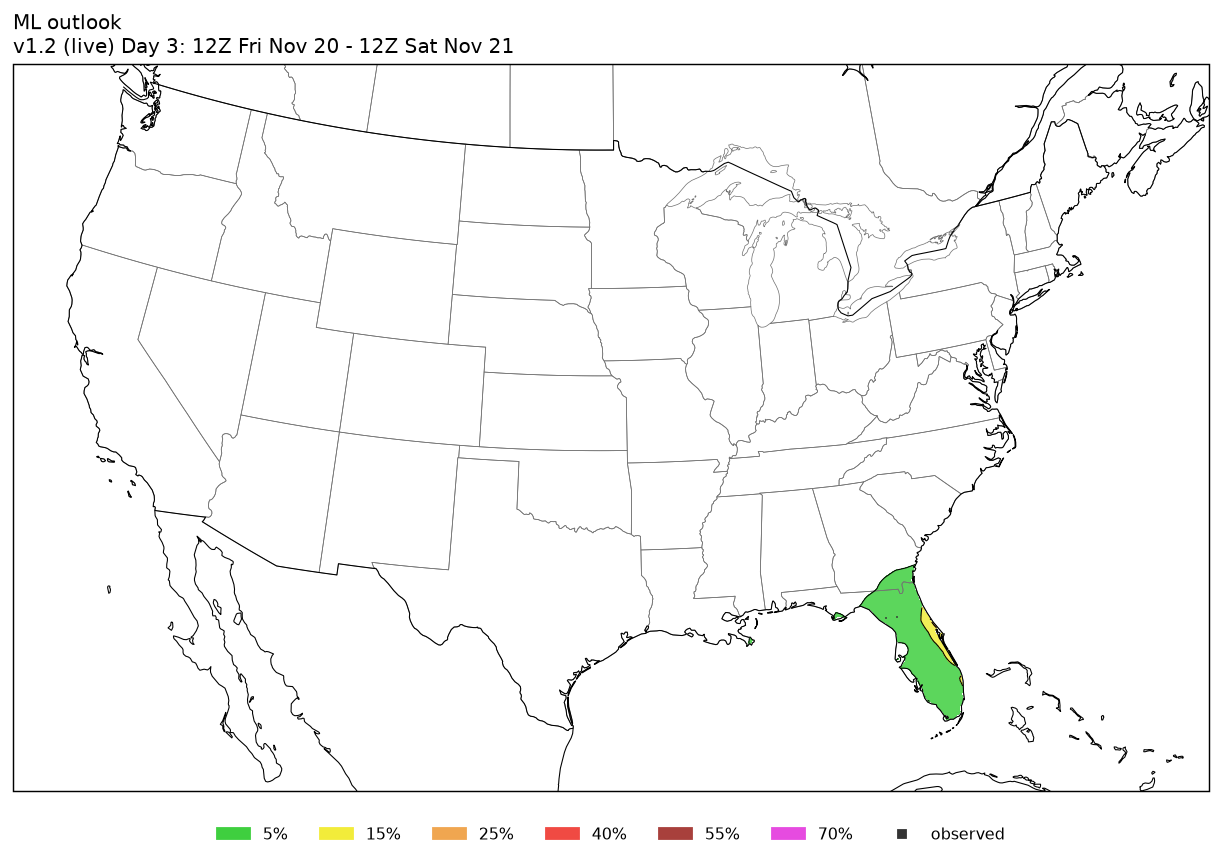 ML outlook
v1.2 (live) Day 3: 12Z Fri Nov 20 - 12Z Sat Nov 21
5% 15% 25% 40% 55% 70% observed